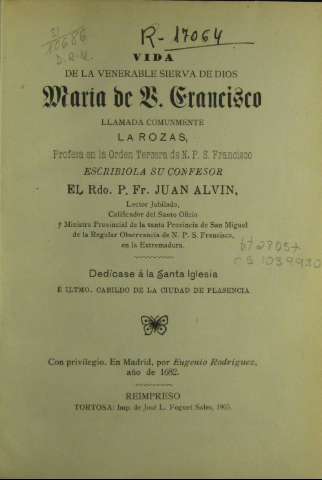 R-17064
VIDA
DE LA VENERABLE SIERVA DE DIOS
Maria de J. Francisco
LLAMADA COMUNMENTE
LA ROZAS,
Profesa en la Orden Tercera de N. P. S. Francisco
ESCRIBIOLA SU CONFESOR
EL Rdo. P. Fr. JUAN ALVIN,
Lector Jubilado,
Calificador del Santo Oficio
y Ministro Provincial de la santa Provincia de San Miguel
de la Regular Observancia de N. P. S. Francisco,
en la Extremadura.
Dedícase á la Santa Iglesia
É ILTMO. CABILDO DE LA CIUDAD DE PLASENCIA
Con privilegio. En Madrid, por Eugenio Rodríguez,
año de 1682.
REIMPRESO
TORTOSA: Imp. de José L. Foguet Sales, 1905.